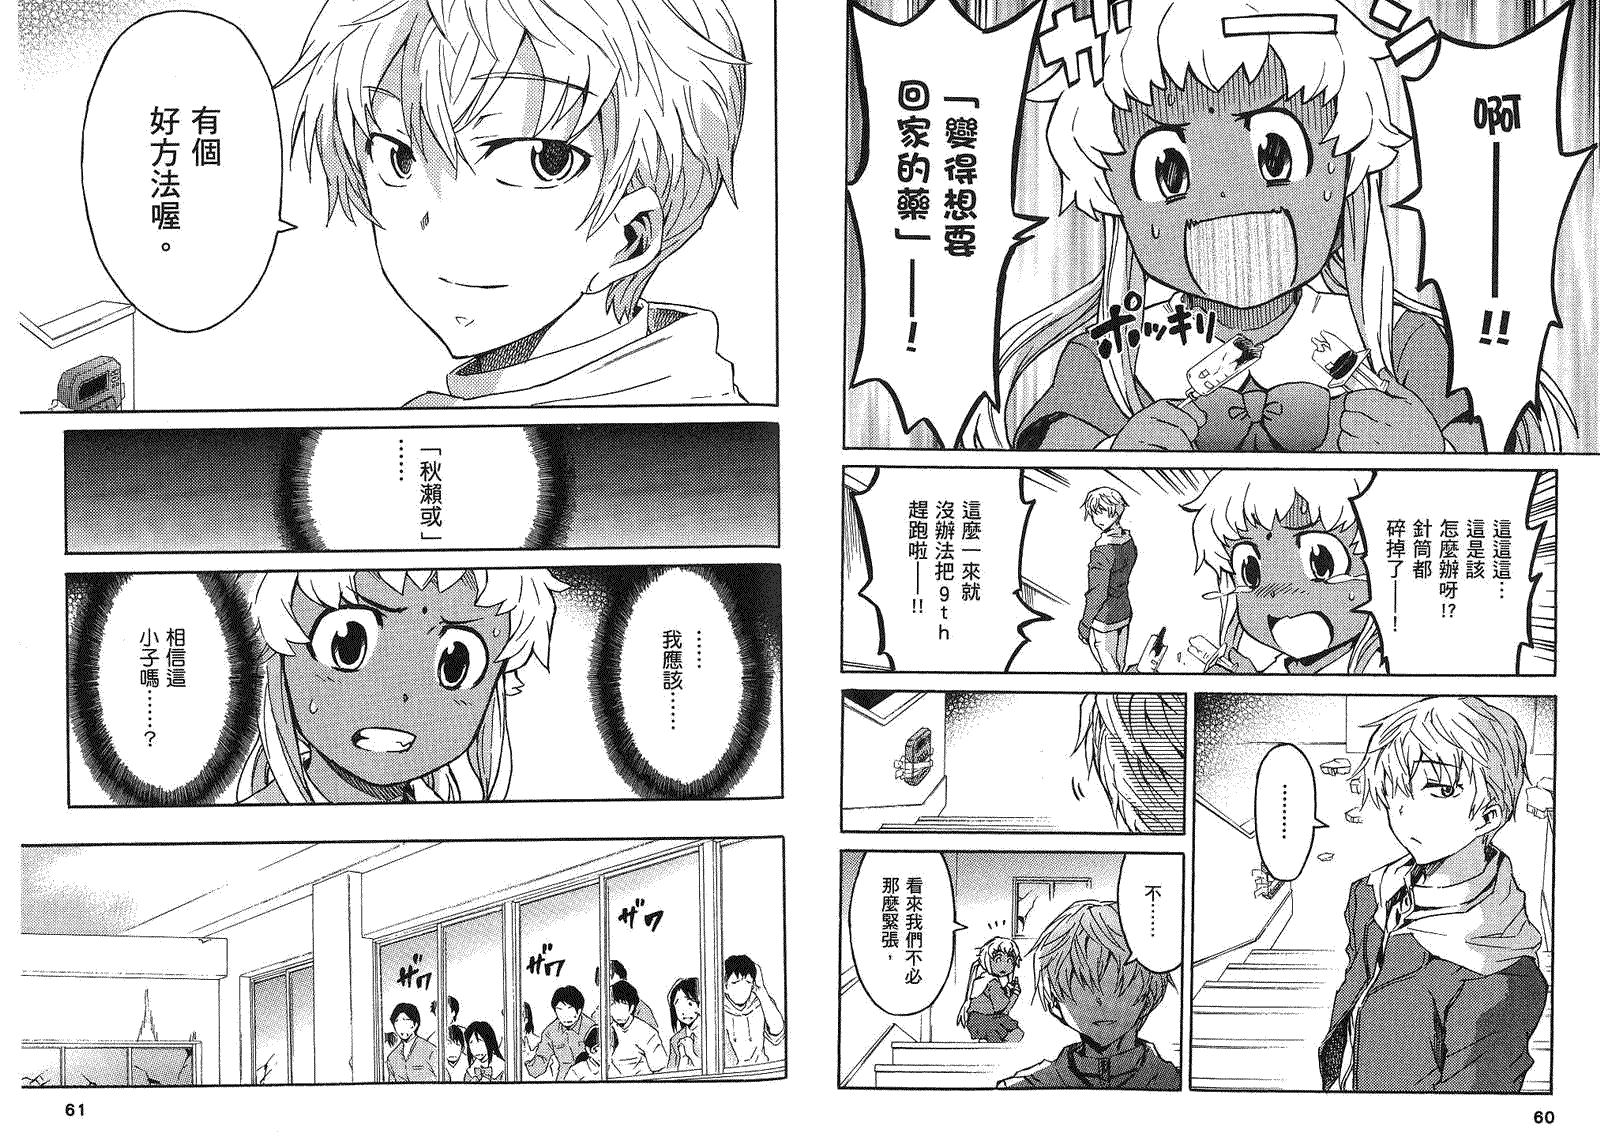 啊——!!
「變得想要
回家的藥」——!
ポッキリ
這這這…
這是該
怎麼辦呀!?
針筒都
碎掉了——!
這麼一來就
沒辦法把9th
趕跑啦——!!
………
不……
看來我們不必
那麼緊張，
60
有個
好方法喔。
「秋瀨或」
……
……
我應該……
相信這
小子嗎……?
ザワ
ザワ
ザワ
61